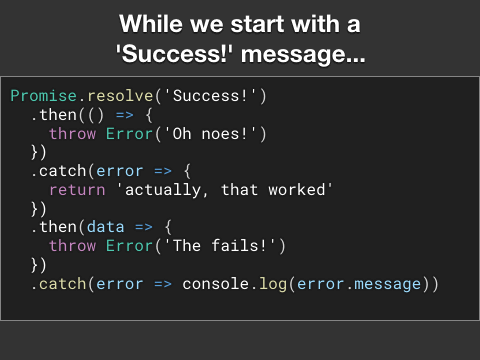 While we start with a
'Success!' message...
Promise.resolve('Success!')
  .then(() => {
    throw Error('Oh noes!')
  })
  .catch(error => {
    return 'actually, that worked'
  })
  .then(data => {
    throw Error('The fails!')
  })
  .catch(error => console.log(error.message))